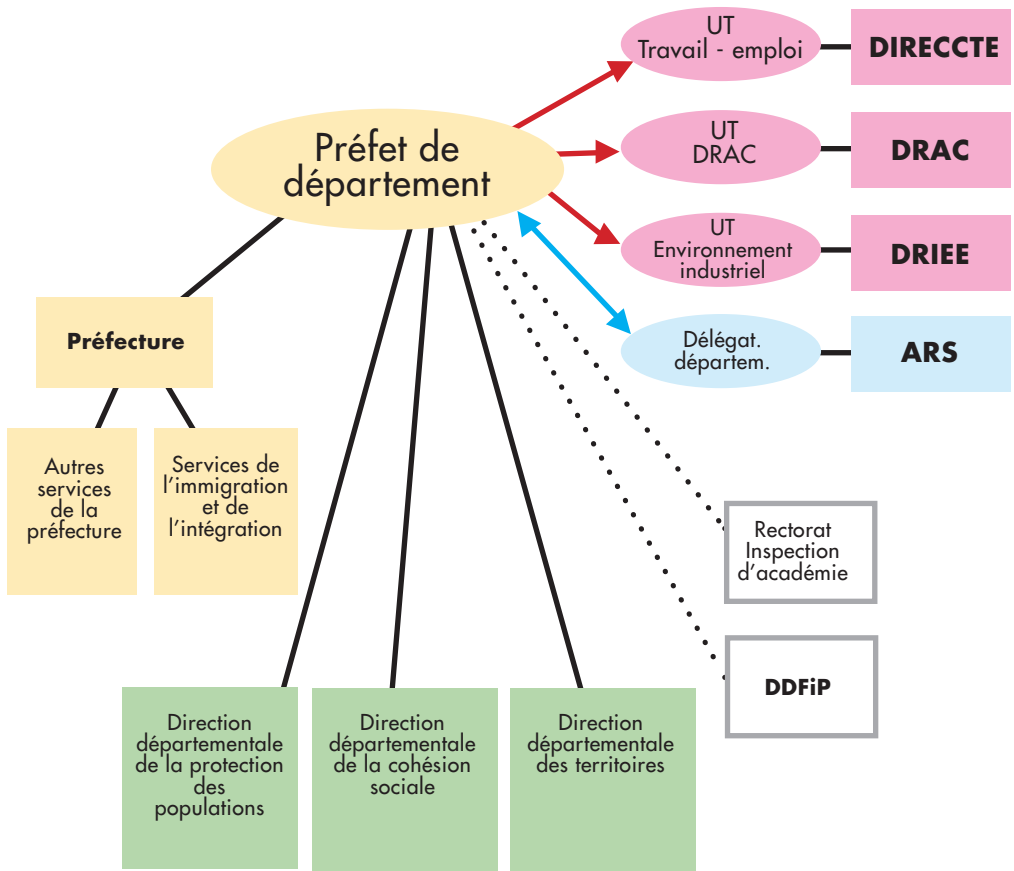 UT
Travail - emploi
DIRECCTE
Préfet de
département
UT
DRAC
DRAC
UT
Environnement
industriel
DRIEE
Délégat.
départem.
ARS
Préfecture
Autres
services
de la
préfecture
Services de
l'immigration
et de
l'intégration
Rectorat
Inspection
d'académie
DDFiP
Direction
départementale
de la protection
des
populations
Direction
départementale
de la cohésion
sociale
Direction
départementale
des territoires